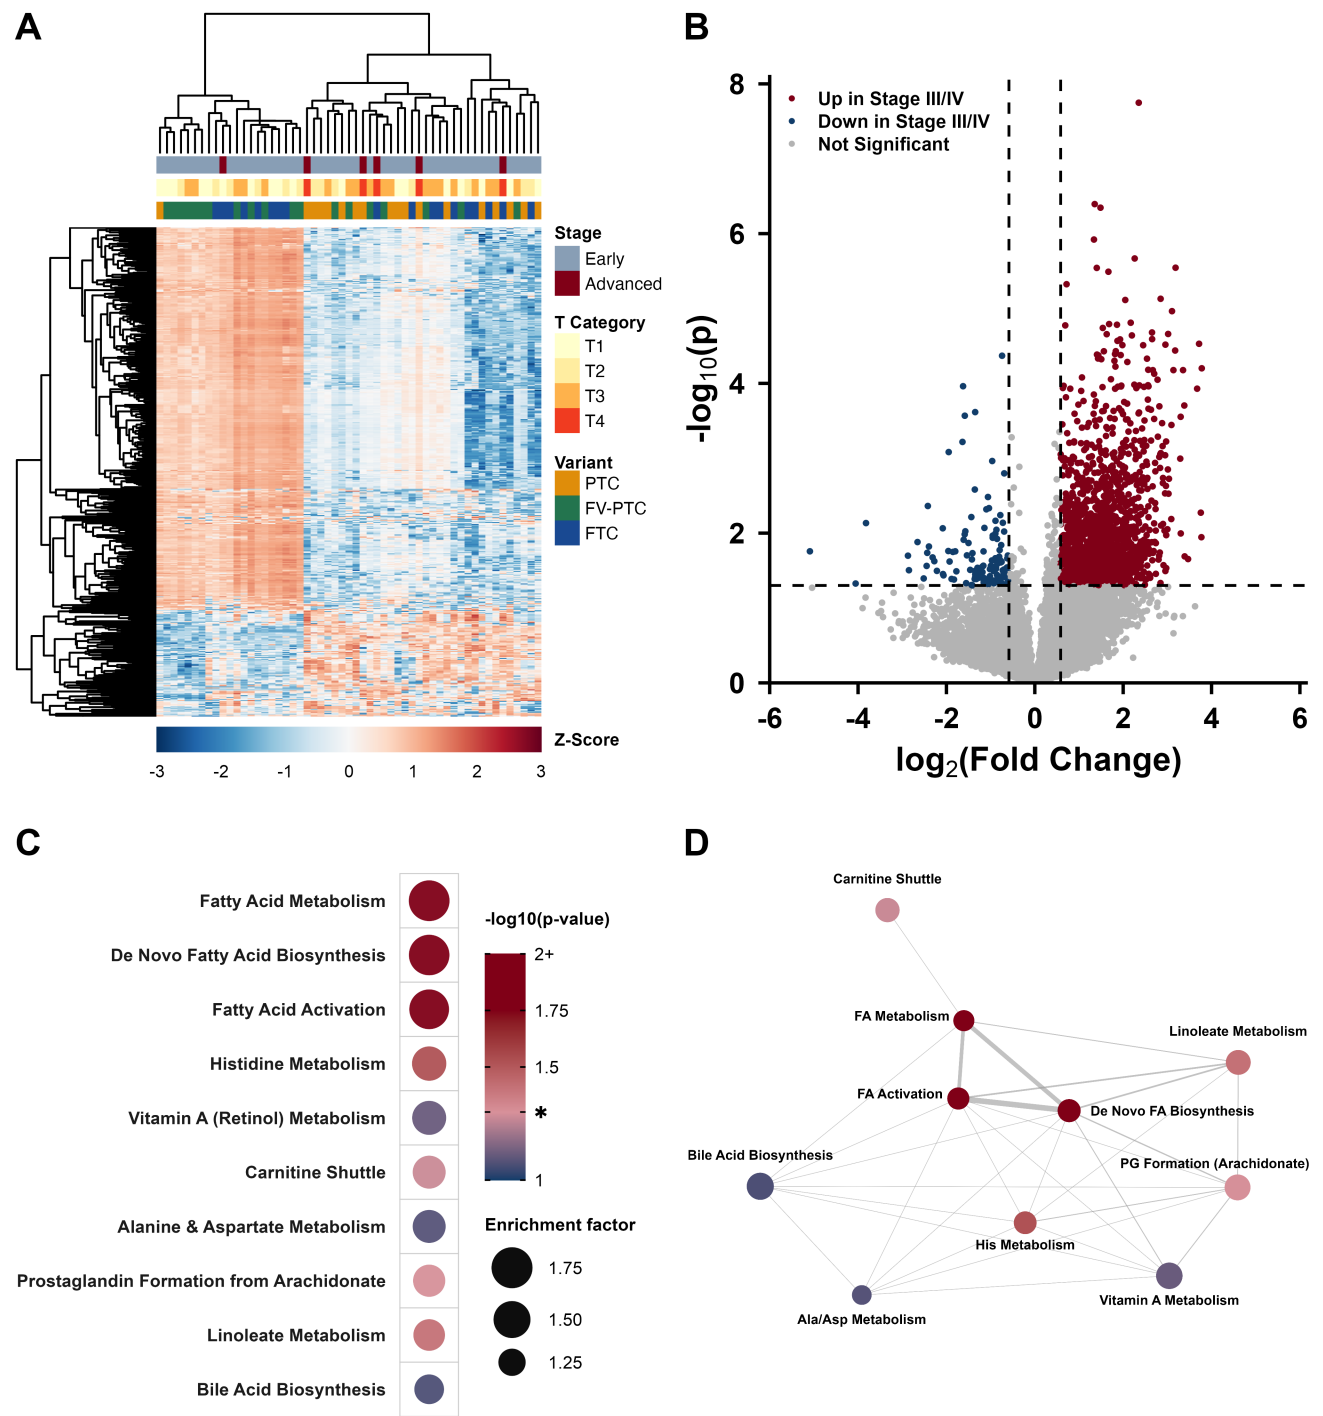 A
Stage
Early
Advanced
T Category
T1
T2
T3
T4
Variant
PTC
FV-PTC
FTC
Z-Score
-3 -2 -1 0 1 2 3
B
Up in Stage III/IV
Down in Stage III/IV
Not Significant
8
6
4
2
0
-log10(p)
-6 -4 -2 0 2 4 6
log2(Fold Change)
C
Fatty Acid Metabolism
De Novo Fatty Acid Biosynthesis
Fatty Acid Activation
Histidine Metabolism
Vitamin A (Retinol) Metabolism
Carnitine Shuttle
Alanine & Aspartate Metabolism
Prostaglandin Formation from Arachidonate
Linoleate Metabolism
Bile Acid Biosynthesis
-log10(p-value)
2+
1.75
1.5
*
1
Enrichment factor
1.75
1.50
1.25
D
Carnitine Shuttle
FA Metabolism
Linoleate Metabolism
FA Activation
De Novo FA Biosynthesis
Bile Acid Biosynthesis
PG Formation (Arachidonate)
His Metabolism
Vitamin A Metabolism
Ala/Asp Metabolism